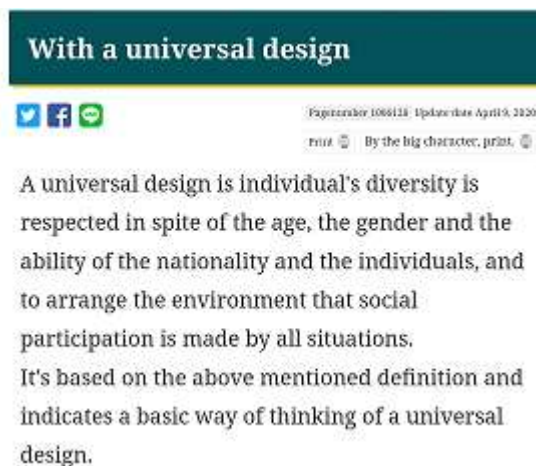 With a universal design
Pagenumber 1006128 Update date April 9, 2020
Print By the big character, print.
A universal design is individual's diversity is
respected in spite of the age, the gender and the
ability of the nationality and the individuals, and
to arrange the environment that social
participation is made by all situations.
It's based on the above mentioned definition and
indicates a basic way of thinking of a universal
design.